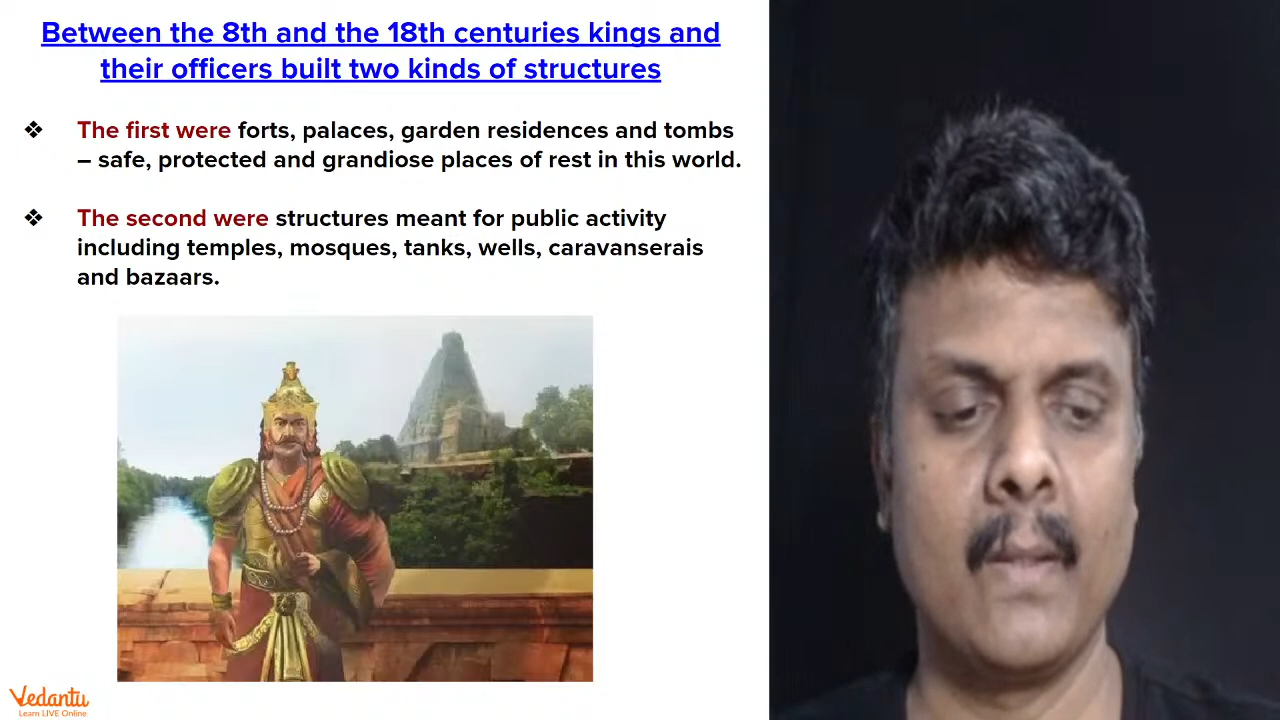 Between the 8th and the 18th centuries kings and
their officers built two kinds of structures
❖ The first were forts, palaces, garden residences and tombs
– safe, protected and grandiose places of rest in this world.
❖ The second were structures meant for public activity
including temples, mosques, tanks, wells, caravanserais
and bazaars.
Vedantu
Learn LIVE Online